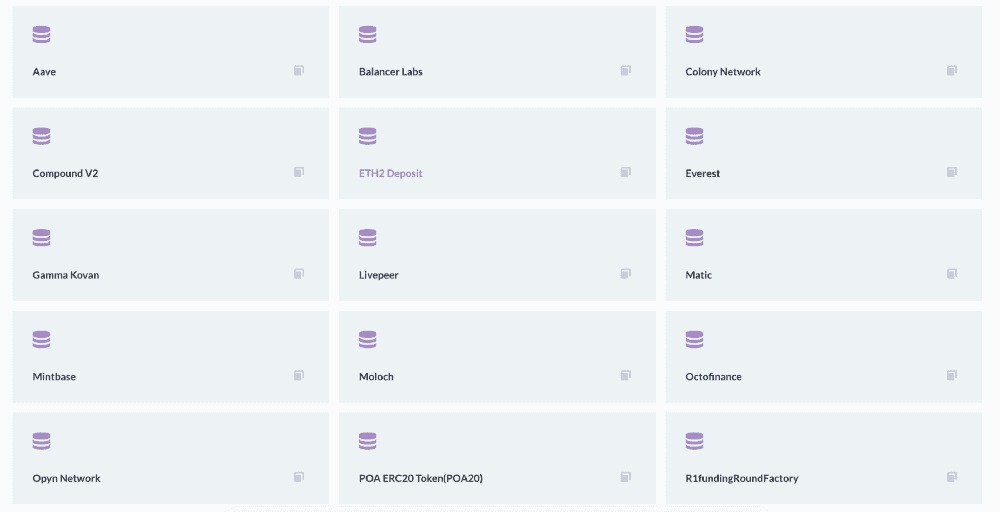 Aave
Balancer Labs
Colony Network
Compound V2
ETH2 Deposit
Everest
Gamma Kovan
Livepeer
Matic
Mintbase
Moloch
Octofinance
Opyn Network
POA ERC20 Token(POA20)
R1fundingRoundFactory